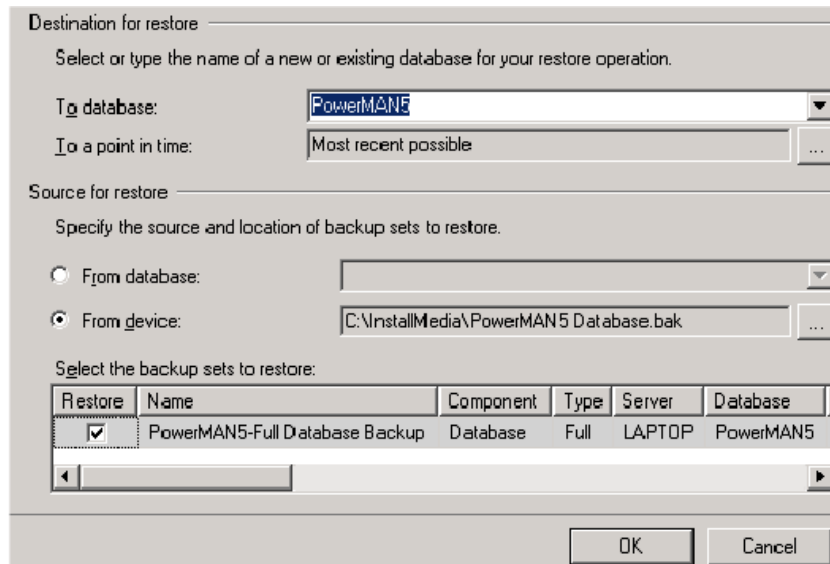 Destination for restore
Select or type the name of a new or existing database for your restore operation.
To database: PowerMAN5
To a point in time: Most recent possible ...
Source for restore
Specify the source and location of backup sets to restore.
From database:
From device: C:\InstallMedia\PowerMAN5 Database.bak ...
Select the backup sets to restore:
Restore Name Component Type Server Database
PowerMAN5-Full Database Backup Database Full LAPTOP PowerMAN5
OK Cancel